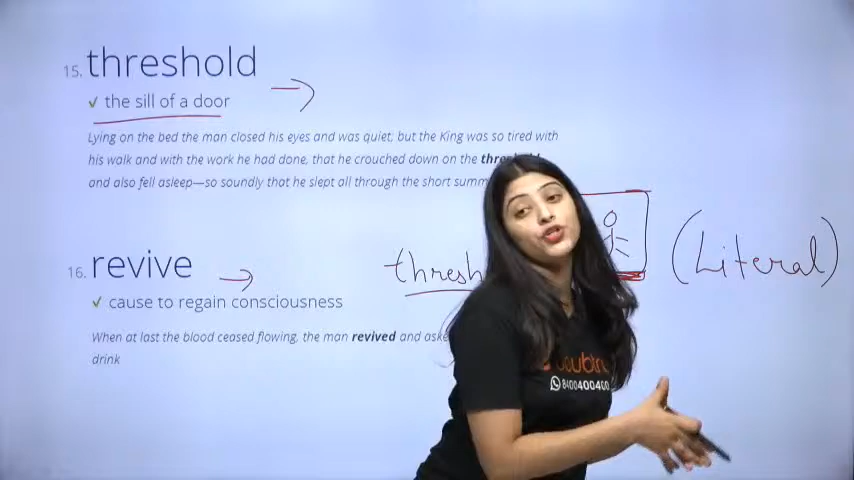 15. threshold
✓ the sill of a door
Lying on the bed the man closed his eyes and was quiet, but the King was so tired with
his walk and with the work he had done, that he crouched down on the
and also fell asleep—so soundly that he slept all through the short
16. revive
✓ cause to regain consciousness
When at last the blood ceased flowing, the man revived and
drink
thresh
(Literal)
8400400400